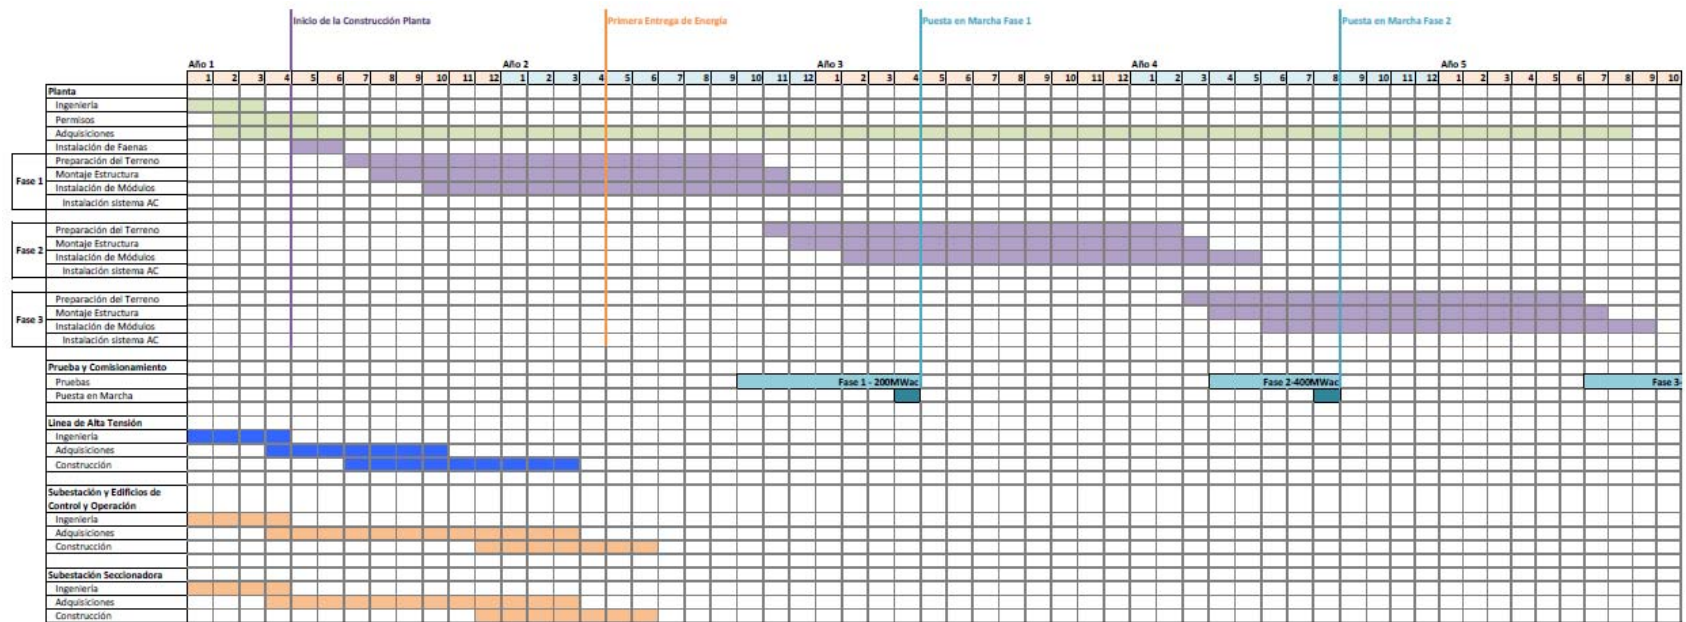 Inicio de la Construcción Planta Primera Entrega de Energía Puesta en Marcha Fase 1 Puesta en Marcha Fase 2
Año 1 Año 2 Año 3 Año 4 Año 5
1 2 3 4 5 6 7 8 9 10 11 12 1 2 3 4 5 6 7 8 9 10 11 12 1 2 3 4 5 6 7 8 9 10 11 12 1 2 3 4 5 6 7 8 9 10 11 12 1 2 3 4 5 6 7 8 9 10
Planta
Ingeniería
Permisos
Adquisiciones
Instalación de Faenas
Fase 1
Preparación del Terreno
Montaje Estructura
Instalación de Módulos
Instalación sistema AC
Fase 2
Preparación del Terreno
Montaje Estructura
Instalación de Módulos
Instalación sistema AC
Fase 3
Preparación del Terreno
Montaje Estructura
Instalación de Módulos
Instalación sistema AC
Prueba y Comisionamiento
Pruebas Fase 1 - 200MWac Fase 2-400MWac Fase 3-
Puesta en Marcha
Linea de Alta Tensión
Ingeniería
Adquisiciones
Construcción
Subestación y Edificios de
Control y Operación
Ingeniería
Adquisiciones
Construcción
Subestación Seccionadora
Ingeniería
Adquisiciones
Construcción